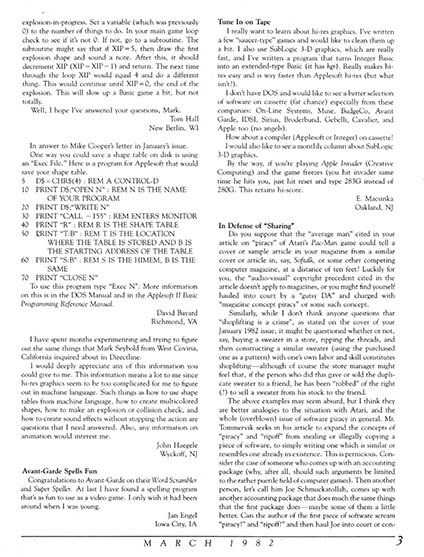 explosion-in-progress. Set a variable (which was previously
0) to the number of things to do. In your main game loop
check to see if it's not 0. If not, go to a subroutine. The
subroutine might say that if XIP = 5, then draw the first
explosion shape and sound a note. After this, it should
decrement XIP (XIP = XIP − 1) and return. The next time
through the loop XIP would equal 4 and do a different
thing. This would continue until XIP = 0, the end of the
explosion. This will slow up a Basic game a bit, but not
totally.
Well, I hope I've answered your questions, Mark.
Tom Hall
New Berlin, WI
In answer to Mike Cooper's letter in January's issue.
One way you could save a shape table on disk is using
an "Exec File." Here is a program for Applesoft that would
save your shape table.
5 D$ = CHR$(4) : REM A CONTROL-D
10 PRINT D$;"OPEN N" : REM N IS THE NAME
OF YOUR PROGRAM
20 PRINT D$;"WRITE N"
30 PRINT "CALL −155" : REM ENTERS MONITOR
40 PRINT "R" : REM R IS THE SHAPE TABLE
50 PRINT "T:B" : REM T IS THE LOCATION
WHERE THE TABLE IS STORED AND B IS
THE STARTING ADDRESS OF THE TABLE
60 PRINT "S:B" : REM S IS THE HIMEM, B IS THE
SAME
70 PRINT "CLOSE N"
To use this program type "Exec N". More information
on this is in the DOS Manual and in the Applesoft II Basic
Programming Reference Manual.
David Bayard
Richmond, VA
I have spent months experimenting and trying to figure
out the same things that Mark Seybold from West Covina,
California inquired about in Directline.
I would deeply appreciate any of this information you
could give to me. This information means a lot to me since
hi-res graphics seem to be too complicated for me to figure
out in machine language. Such things as how to use shape
tables from machine language, how to create multicolored
shapes, how to make an explosion or collision check, and
how to create sound effects without stopping the action are
questions that I need answered. Also, any information on
animation would interest me.
John Haegele
Wyckoff, NJ
Avant-Garde Spells Fun
Congratulations to Avant-Garde on their Word Scrambler
and Super Speller. At last I have found a spelling program
that's as fun to use as a video game. I only wish it had been
around when I was young.
Jan Engel
Iowa City, IA
Tune In on Tape
I really want to learn about hi-res graphics. I've written
a few "saucer-type" games and would like to clean them up
a bit. I also use SubLogic 3-D graphics, which are really
fast, and I've written a program that turns Integer Basic
into an extended-type Basic (it has hgr). Really makes hi-
res easy and is way faster than Applesoft hi-res (but what
isn't?).
I don't have DOS and would like to see a better selection
of software on cassette (fat chance) especially from these
companies: On-Line Systems, Muse, BudgeCo, Avant
Garde, IDSI, Sirius, Broderbund, Gebelli, Cavalier, and
Apple too (no angels).
How about a compiler (Applesoft or Integer) on cassette?
I would also like to see a monthly column about SubLogic
3-D graphics.
By the way, if you're playing Apple Invader (Creative
Computing) and the game freezes (you hit invader same
time he hits you, just hit reset and type 283G instead of
280G. This retains hi-score.
E. Macsinka
Oakland, NJ
In Defense of "Sharing"
Do you suppose that the "average man" cited in your
article on "piracy" of Atari's Pac-Man game could tell a
cover or sample article in your magazine from a similar
cover or article in, say, Softalk, or some other competing
computer magazine, at a distance of ten feet? Luckily for
you, the "audio-visual" copyright precedent cited in the
article doesn't apply to magazines, or you might find yourself
hauled into court by a "gutsy DA" and charged with
"magazine concept piracy" or some such concept.
Similarly, while I don't think anyone questions that
"shoplifting is a crime", as stated on the cover of your
January 1982 issue, it might be questioned whether or not,
say, buying a sweater in a store, ripping the threads, and
then constructing a similar sweater (using the purchased
one as a pattern) with one's own labor and skill constitutes
shoplifting—although of course the store manager might
feel that, if the person who did this gave or sold the dupli-
cate sweater to a friend, he has been "robbed" of the right
(?) to sell a sweater from his stock to the friend.
The above examples may seem absurd, but I think they
are better analogies to the situation with Atari, and the
whole (overblown) issue of software piracy in general. Mr.
Tommervik seeks in his article to expand the concepts of
"piracy" and "ripoff" from stealing or illegally copying a
piece of software, to simply writing one which is similar or
resembles one already in existence. This is pernicious. Con-
sider the case of someone who comes up with an accounting
package (why, after all, should such arguments be limited
to the rather puerile field of computer games). Then another
person, let's call him Joe Schmuckatollah, comes up with
another accounting package that does much the same things
that the first package does—maybe some of them a little
better. Can the author of the first piece of software scream
"piracy!" and "ripoff!" and then haul Joe into court or con-
MARCH 1982 3